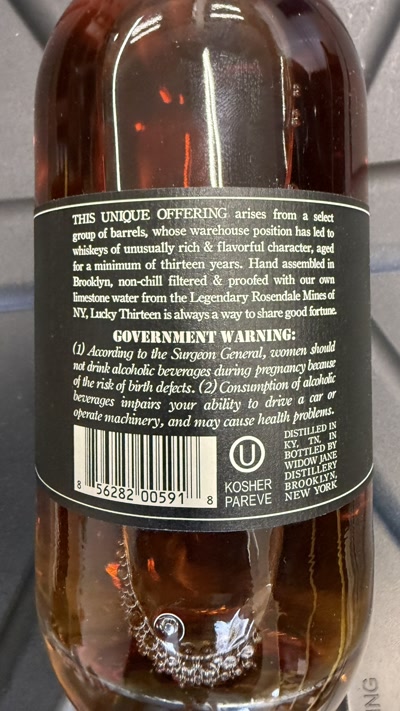 THIS UNIQUE OFFERING arises from a select
group of barrels, whose warehouse position has led to
whiskeys of unusually rich & flavorful character, aged
for a minimum of thirteen years. Hand assembled in
Brooklyn, non-chill filtered & proofed with our own
limestone water from the Legendary Rosendale Mines of
NY, Lucky Thirteen is always a way to share good fortune.
GOVERNMENT WARNING:
(1) According to the Surgeon General, women should
not drink alcoholic beverages during pregnancy because
of the risk of birth defects. (2) Consumption of alcoholic
beverages impairs your ability to drive a car or
operate machinery, and may cause health problems.
8 56282 00591 8
U
KOSHER
PAREVE
DISTILLED IN
KY, TN, IN
BOTTLED BY
WIDOW JANE
DISTILLERY
BROOKLYN,
NEW YORK
ING